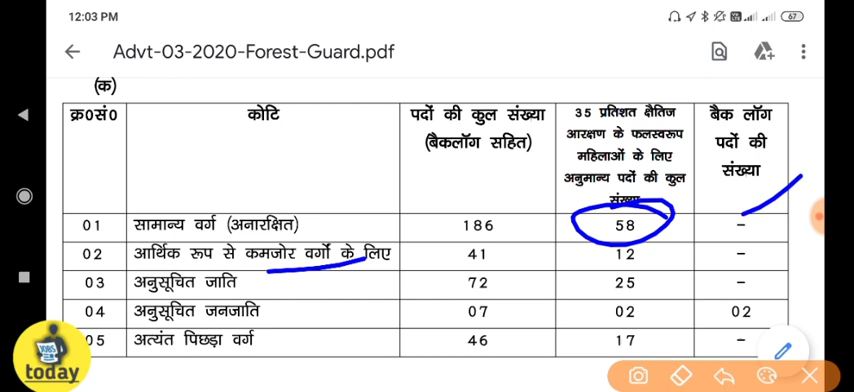 12:03 PM
67
Advt-03-2020-Forest-Guard.pdf
(क)
क्र0सं0 कोटि पदों की कुल संख्या (बैकलॉग सहित) 35 प्रतिशत क्षैतिज आरक्षण के फलस्वरूप महिलाओं के लिए अनुमान्य पदों की कुल संख्या बैक लॉग पदों की संख्या
01 सामान्य वर्ग (अनारक्षित) 186 58 –
02 आर्थिक रूप से कमजोर वर्गों के लिए 41 12 –
03 अनुसूचित जाति 72 25 –
04 अनुसूचित जनजाति 07 02 02
05 अत्यंत पिछड़ा वर्ग 46 17 –
JOBS
today